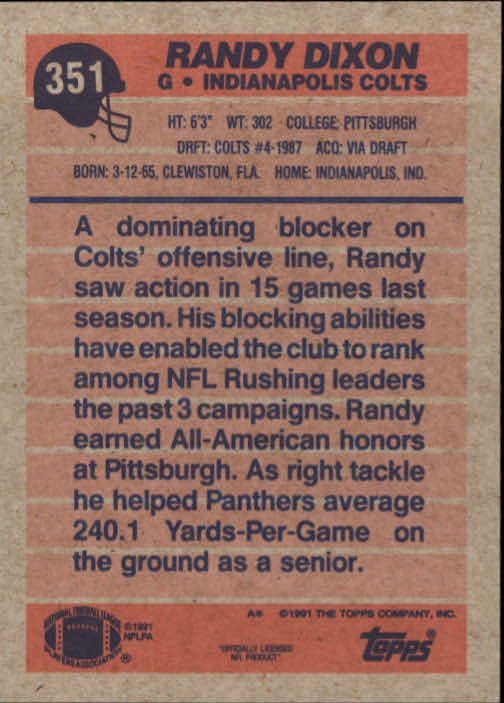 351
RANDY DIXON
G • INDIANAPOLIS COLTS
HT: 6'3" WT: 302 COLLEGE: PITTSBURGH
DRFT: COLTS #4-1987 ACQ: VIA DRAFT
BORN: 3-12-65, CLEWISTON, FLA. HOME: INDIANAPOLIS, IND.
A dominating blocker on
Colts' offensive line, Randy
saw action in 15 games last
season. His blocking abilities
have enabled the club to rank
among NFL Rushing leaders
the past 3 campaigns. Randy
earned All-American honors
at Pittsburgh. As right tackle
he helped Panthers average
240.1 Yards-Per-Game on
the ground as a senior.
A* ©1991 THE TOPPS COMPANY, INC.
NATIONAL FOOTBALL LEAGUE
PLAYERS ASSOCIATION ®
©1991
NFLPA
"OFFICIALLY LICENSED
NFL PRODUCT"
TOPPS®